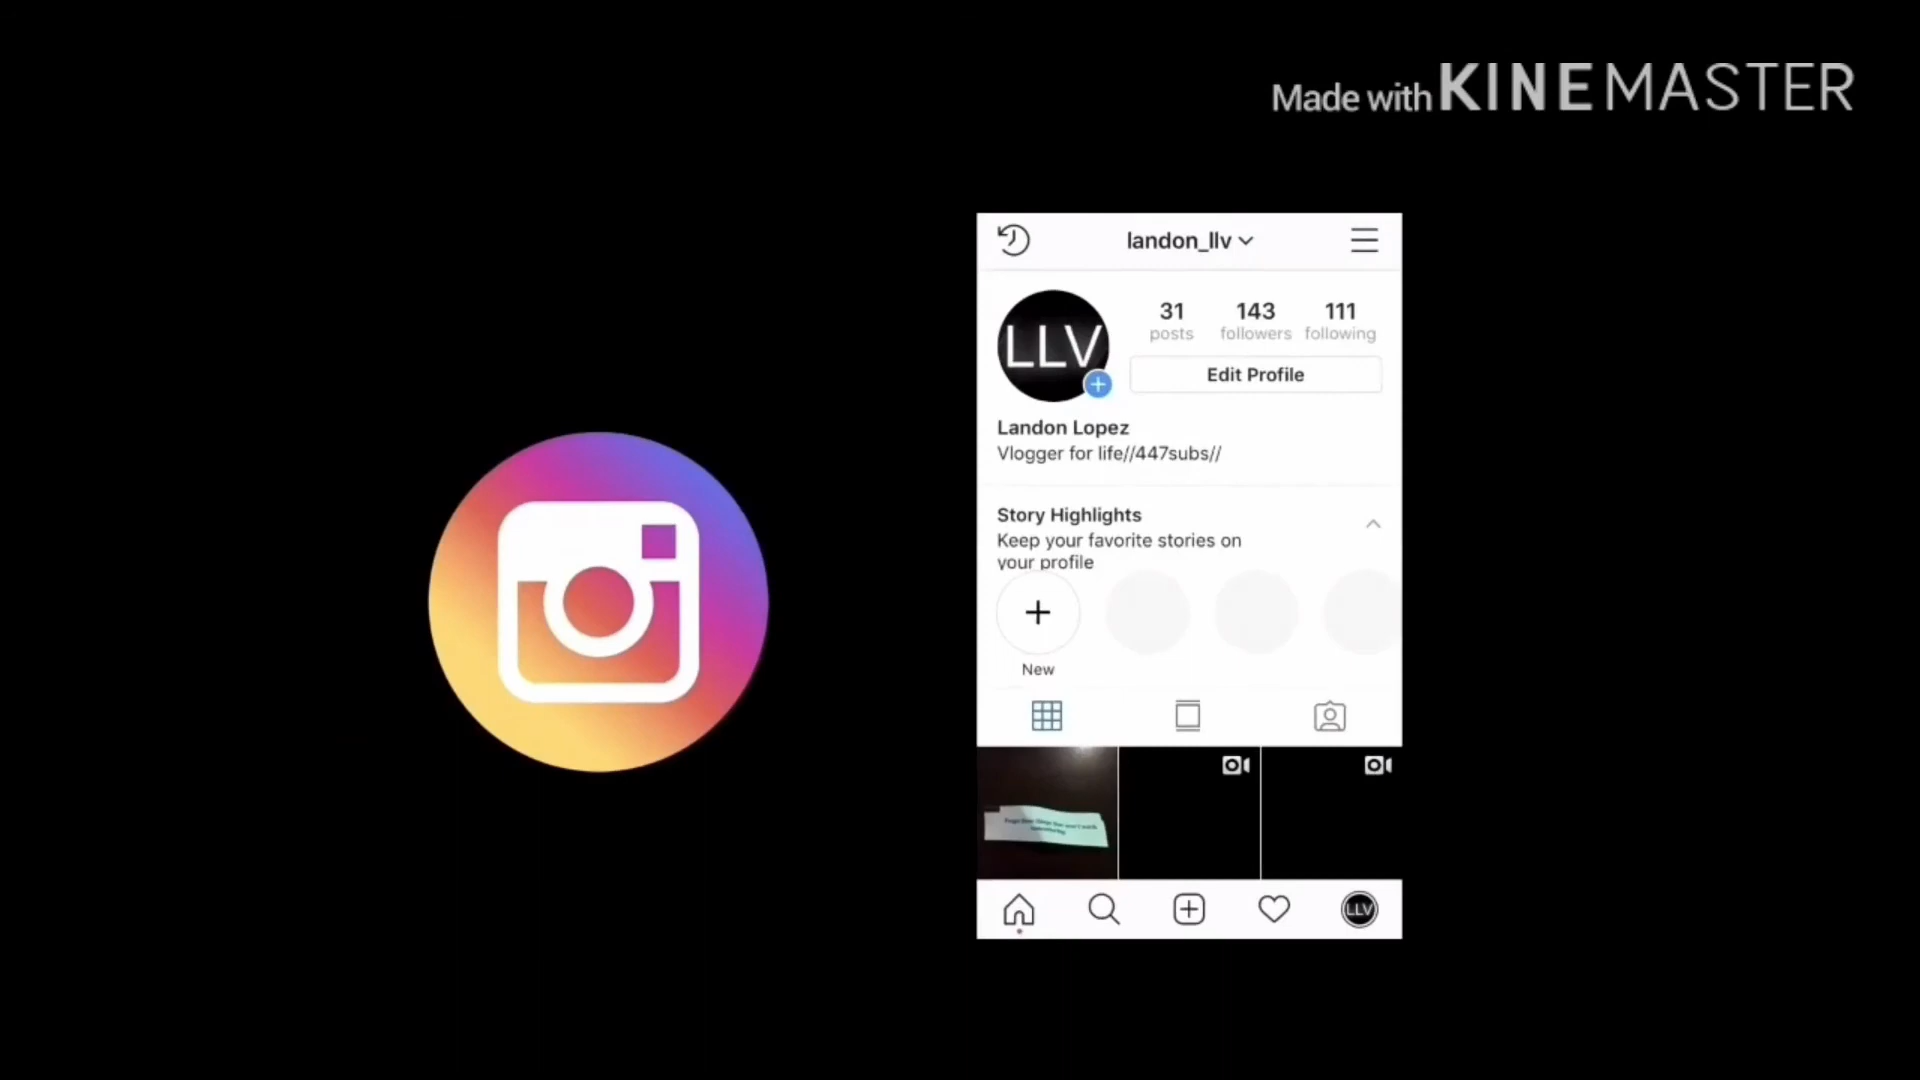 Made with KINEMASTER
landon_llv
LLV
31 143 111
posts followers following
Edit Profile
Landon Lopez
Vlogger for life//447subs//
Story Highlights
Keep your favorite stories on
your profile
New
LLV